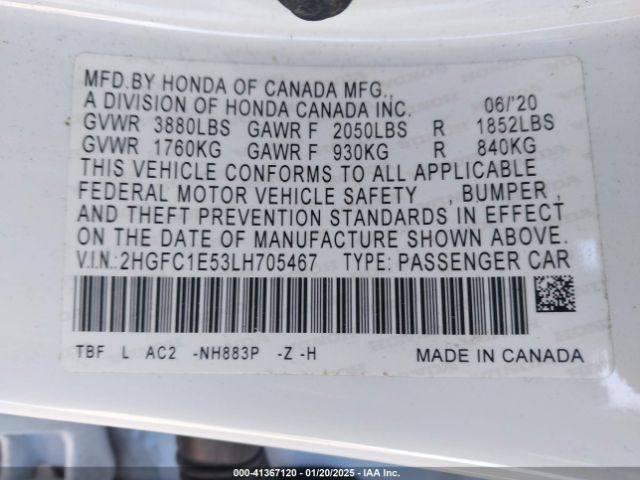 MFD.BY HONDA OF CANADA MFG.,
A DIVISION OF HONDA CANADA INC. 06/'20
GVWR 3880LBS GAWR F 2050LBS R 1852LBS
GVWR 1760KG GAWR F 930KG R 840KG
THIS VEHICLE CONFORMS TO ALL APPLICABLE
FEDERAL MOTOR VEHICLE SAFETY , BUMPER ,
AND THEFT PREVENTION STANDARDS IN EFFECT
ON THE DATE OF MANUFACTURE SHOWN ABOVE.
V.I.N.:2HGFC1E53LH705467 TYPE: PASSENGER CAR
TBF L AC2 -NH883P -Z -H MADE IN CANADA
000-41367120 - 01/20/2025 - IAA Inc.